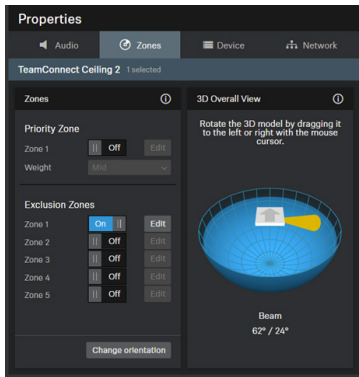 Properties
Audio
Zones
Device
Network
TeamConnect Ceiling 2 1 selected
Zones
Priority Zone
Zone 1 Off Edit
Weight Mid
Exclusion Zones
Zone 1 On Edit
Zone 2 Off Edit
Zone 3 Off Edit
Zone 4 Off Edit
Zone 5 Off Edit
Change orientation
3D Overall View
Rotate the 3D model by dragging it
to the left or right with the mouse
cursor.
Beam
62° / 24°